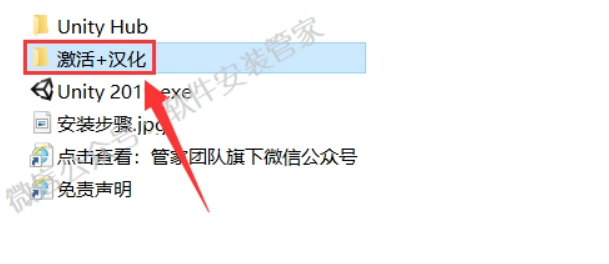 Unity Hub
激活+汉化
Unity 201 .exe
安装步骤.jpg
点击查看：管家团队旗下微信公众号
免责声明
微信公众号 软件安装管家